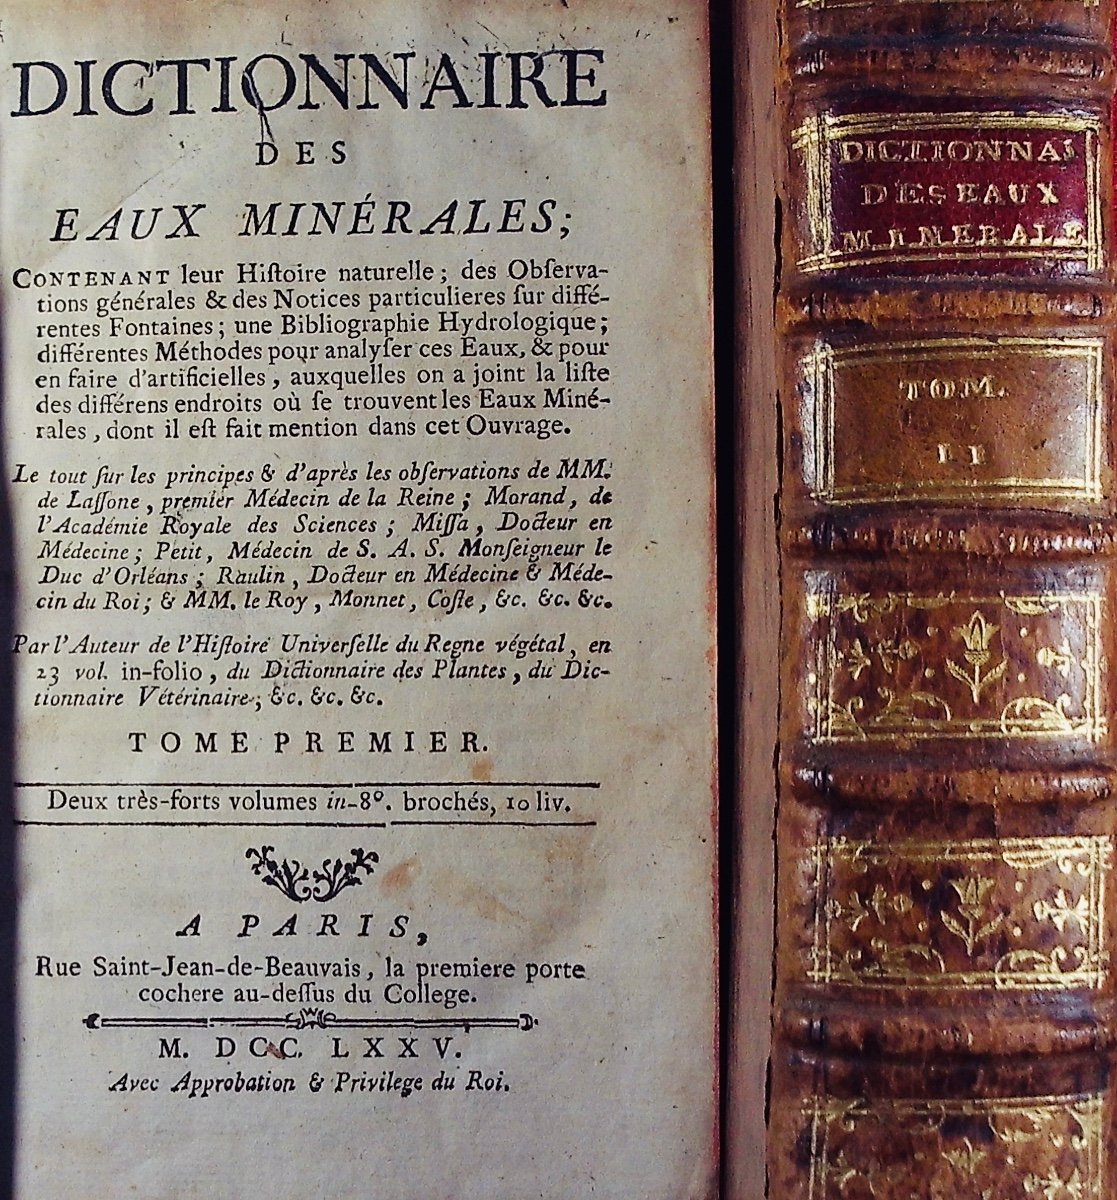 DICTIONNAIRE
DES
EAUX MINÉRALES;
CONTENANT leur Hiſtoire naturelle; des Obſerva-
tions générales & des Notices particulieres ſur diffé-
rentes Fontaines; une Bibliographie Hydrologique;
différentes Méthodes pour analyſer ces Eaux, & pour
en faire d'artificielles, auxquelles on a joint la liſte
des différens endroits où ſe trouvent les Eaux Miné-
rales, dont il eſt fait mention dans cet Ouvrage.
Le tout ſur les principes & d'après les obſervations de MM.
de Laſſone, premier Médecin de la Reine; Morand, de
l'Académie Royale des Sciences; Miſſa, Docteur en
Médecine; Petit, Médecin de S. A. S. Monſeigneur le
Duc d'Orléans; Raulin, Docteur en Médecine & Méde-
cin du Roi; & MM. le Roy, Monnet, Coſte, &c. &c. &c.
Par l'Auteur de l'Hiſtoire Univerſelle du Regne végétal, en
23 vol. in-folio, du Dictionnaire des Plantes, du Dic-
tionnaire Vétérinaire; &c. &c. &c.
TOME PREMIER.
Deux très-forts volumes in-8°. brochés, 10 liv.
A PARIS,
Rue Saint-Jean-de-Beauvais, la premiere porte
cochere au-deſſus du College.
M. DCC. LXXV.
Avec Approbation & Privilege du Roi.
DICTIONNAI
DES EAUX
MINERALE
TOM.
II